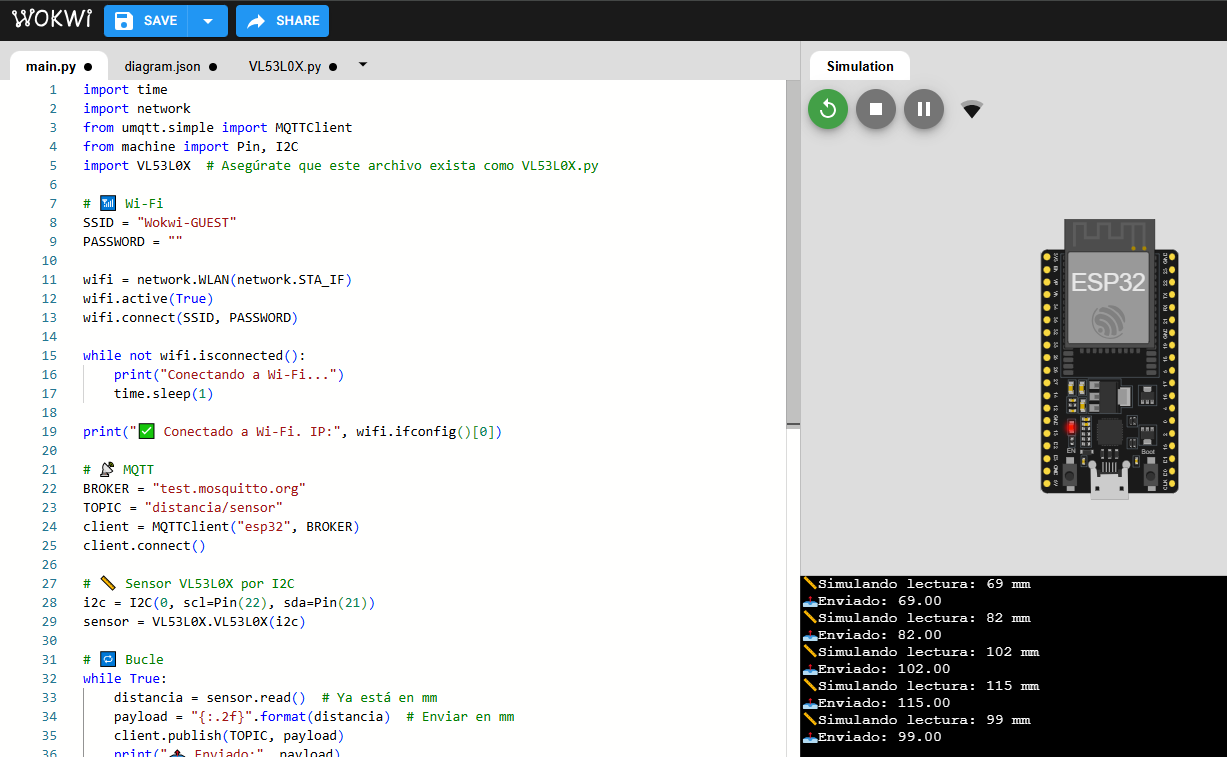 WOKWI SAVE SHARE
main.py diagram.json VL53L0X.py
1 import time
2 import network
3 from umqtt.simple import MQTTClient
4 from machine import Pin, I2C
5 import VL53L0X # Asegúrate que este archivo exista como VL53L0X.py
6
7 # 📶 Wi-Fi
8 SSID = "Wokwi-GUEST"
9 PASSWORD = ""
10
11 wifi = network.WLAN(network.STA_IF)
12 wifi.active(True)
13 wifi.connect(SSID, PASSWORD)
14
15 while not wifi.isconnected():
16 print("Conectando a Wi-Fi...")
17 time.sleep(1)
18
19 print("✅ Conectado a Wi-Fi. IP:", wifi.ifconfig()[0])
20
21 # 📡 MQTT
22 BROKER = "test.mosquitto.org"
23 TOPIC = "distancia/sensor"
24 client = MQTTClient("esp32", BROKER)
25 client.connect()
26
27 # 📏 Sensor VL53L0X por I2C
28 i2c = I2C(0, scl=Pin(22), sda=Pin(21))
29 sensor = VL53L0X.VL53L0X(i2c)
30
31 # 🔁 Bucle
32 while True:
33 distancia = sensor.read() # Ya está en mm
34 payload = "{:.2f}".format(distancia) # Enviar en mm
35 client.publish(TOPIC, payload)
36 print("📤 Enviado:", payload)
Simulation
ESP32
EN
Boot
📏Simulando lectura: 69 mm
📤Enviado: 69.00
📏Simulando lectura: 82 mm
📤Enviado: 82.00
📏Simulando lectura: 102 mm
📤Enviado: 102.00
📏Simulando lectura: 115 mm
📤Enviado: 115.00
📏Simulando lectura: 99 mm
📤Enviado: 99.00